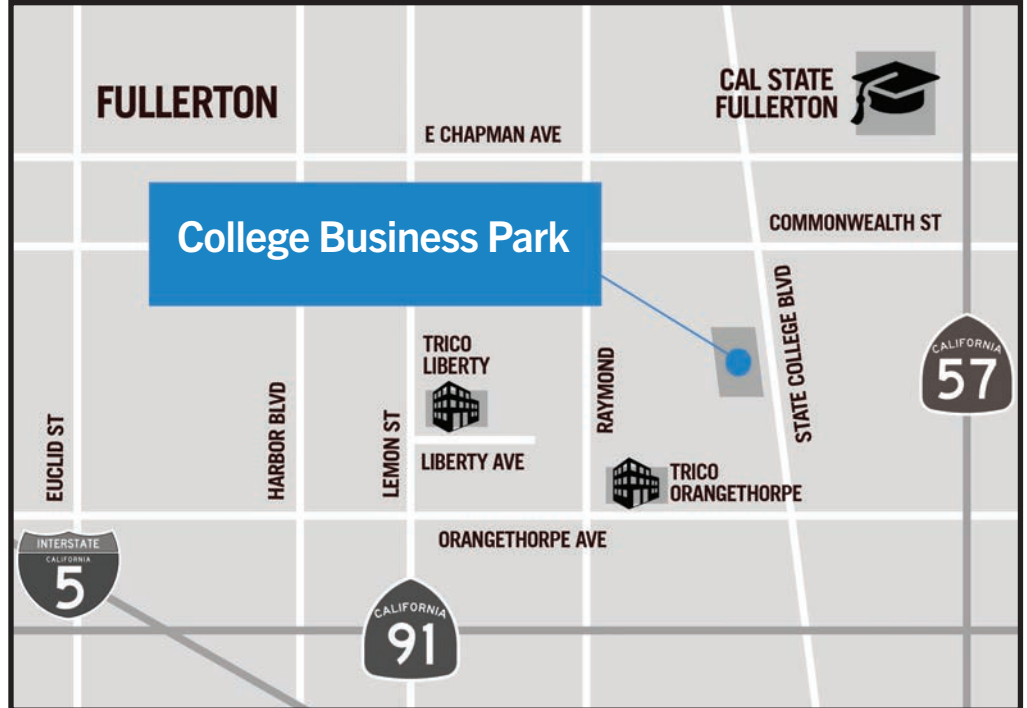 FULLERTON
CAL STATE
FULLERTON
E CHAPMAN AVE
College Business Park
COMMONWEALTH ST
TRICO
LIBERTY
RAYMOND
STATE COLLEGE BLVD
CALIFORNIA
57
EUCLID ST
HARBOR BLVD
LEMON ST
LIBERTY AVE
TRICO
ORANGETHORPE
ORANGETHORPE AVE
INTERSTATE
CALIFORNIA
5
CALIFORNIA
91